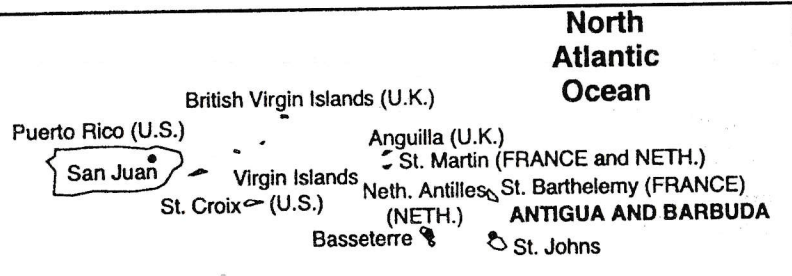 North
Atlantic
Ocean
British Virgin Islands (U.K.)
Puerto Rico (U.S.)
San Juan
Anguilla (U.K.)
St. Martin (FRANCE and NETH.)
Virgin Islands
(U.S.)
St. Croix
Neth. Antilles
(NETH.)
St. Barthelemy (FRANCE)
ANTIGUA AND BARBUDA
Basseterre
St. Johns